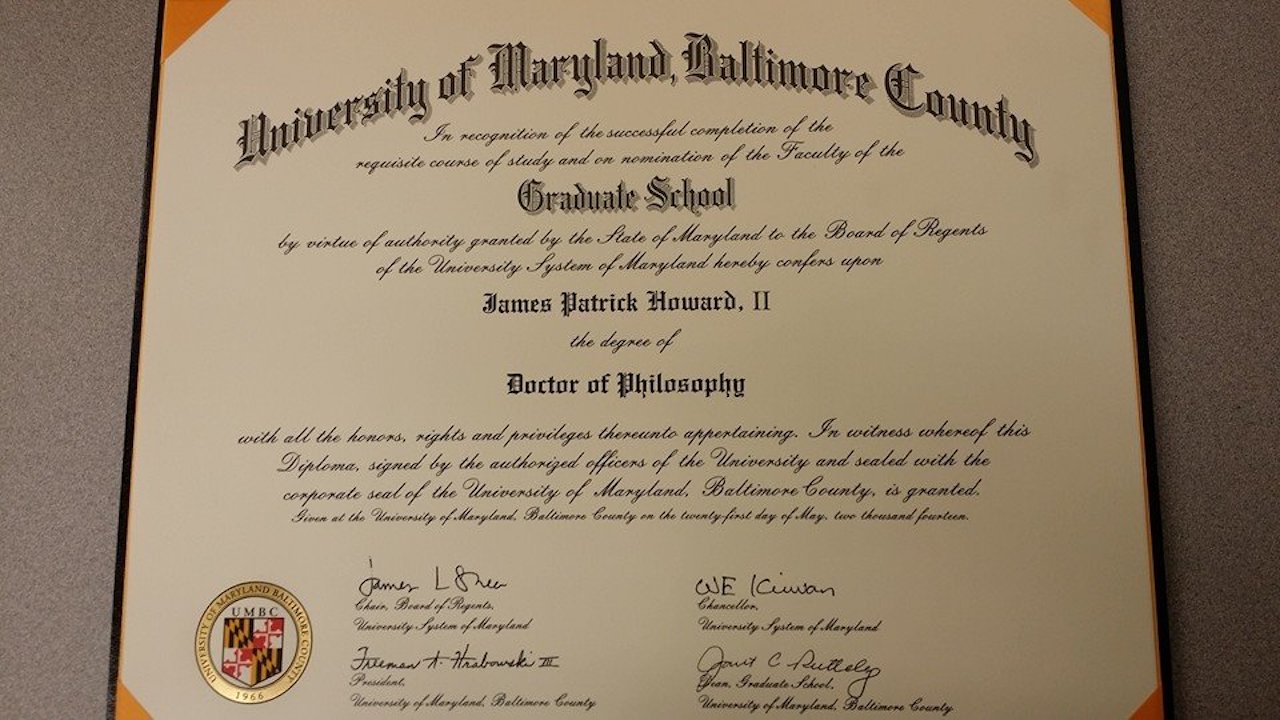 University of Maryland, Baltimore County
In recognition of the successful completion of the
requisite course of study and on nomination of the Faculty of the
Graduate School
by virtue of authority granted by the State of Maryland to the Board of Regents
of the University System of Maryland hereby confers upon
James Patrick Howard, II
the degree of
Doctor of Philosophy
with all the honors, rights and privileges thereunto appertaining. In witness whereof this
Diploma, signed by the authorized officers of the University and sealed with the
corporate seal of the University of Maryland, Baltimore County, is granted.
Given at the University of Maryland, Baltimore County on the twenty-first day of May, two thousand fourteen.
James L Shea
Chair, Board of Regents,
University System of Maryland
WE Kirwan
Chancellor,
University System of Maryland
Freeman A. Hrabowski III
President,
University of Maryland, Baltimore County
Janet C Rutledge
Dean, Graduate School,
University of Maryland, Baltimore County
UNIVERSITY OF MARYLAND BALTIMORE COUNTY
UMBC
1966